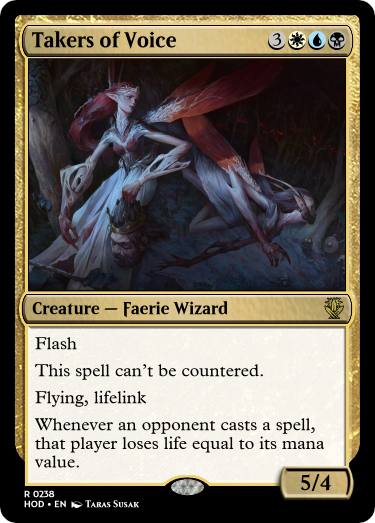 Takers of Voice 3
Creature — Faerie Wizard
Flash
This spell can't be countered.
Flying, lifelink
Whenever an opponent casts a spell,
that player loses life equal to its mana
value.
5/4
R 0238
HOD • EN Taras Susak